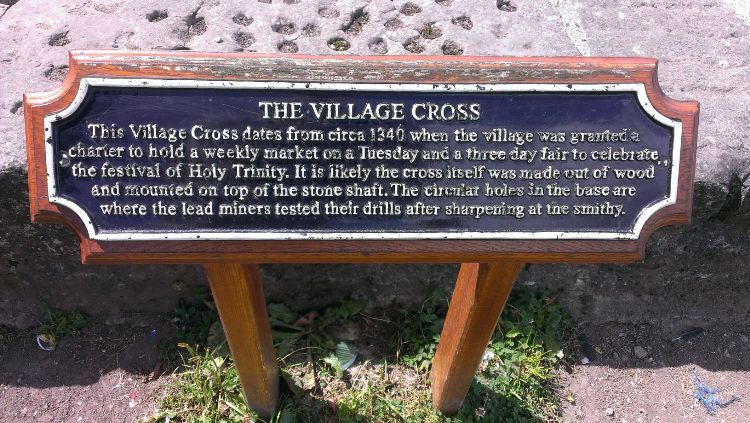 THE VILLAGE CROSS
This Village Cross dates from circa 1340 when the village was granted a
charter to hold a weekly market on a Tuesday and a three day fair to celebrate
the festival of Holy Trinity. It is likely the cross itself was made out of wood
and mounted on top of the stone shaft. The circular holes in the base are
where the lead miners tested their drills after sharpening at the smithy.